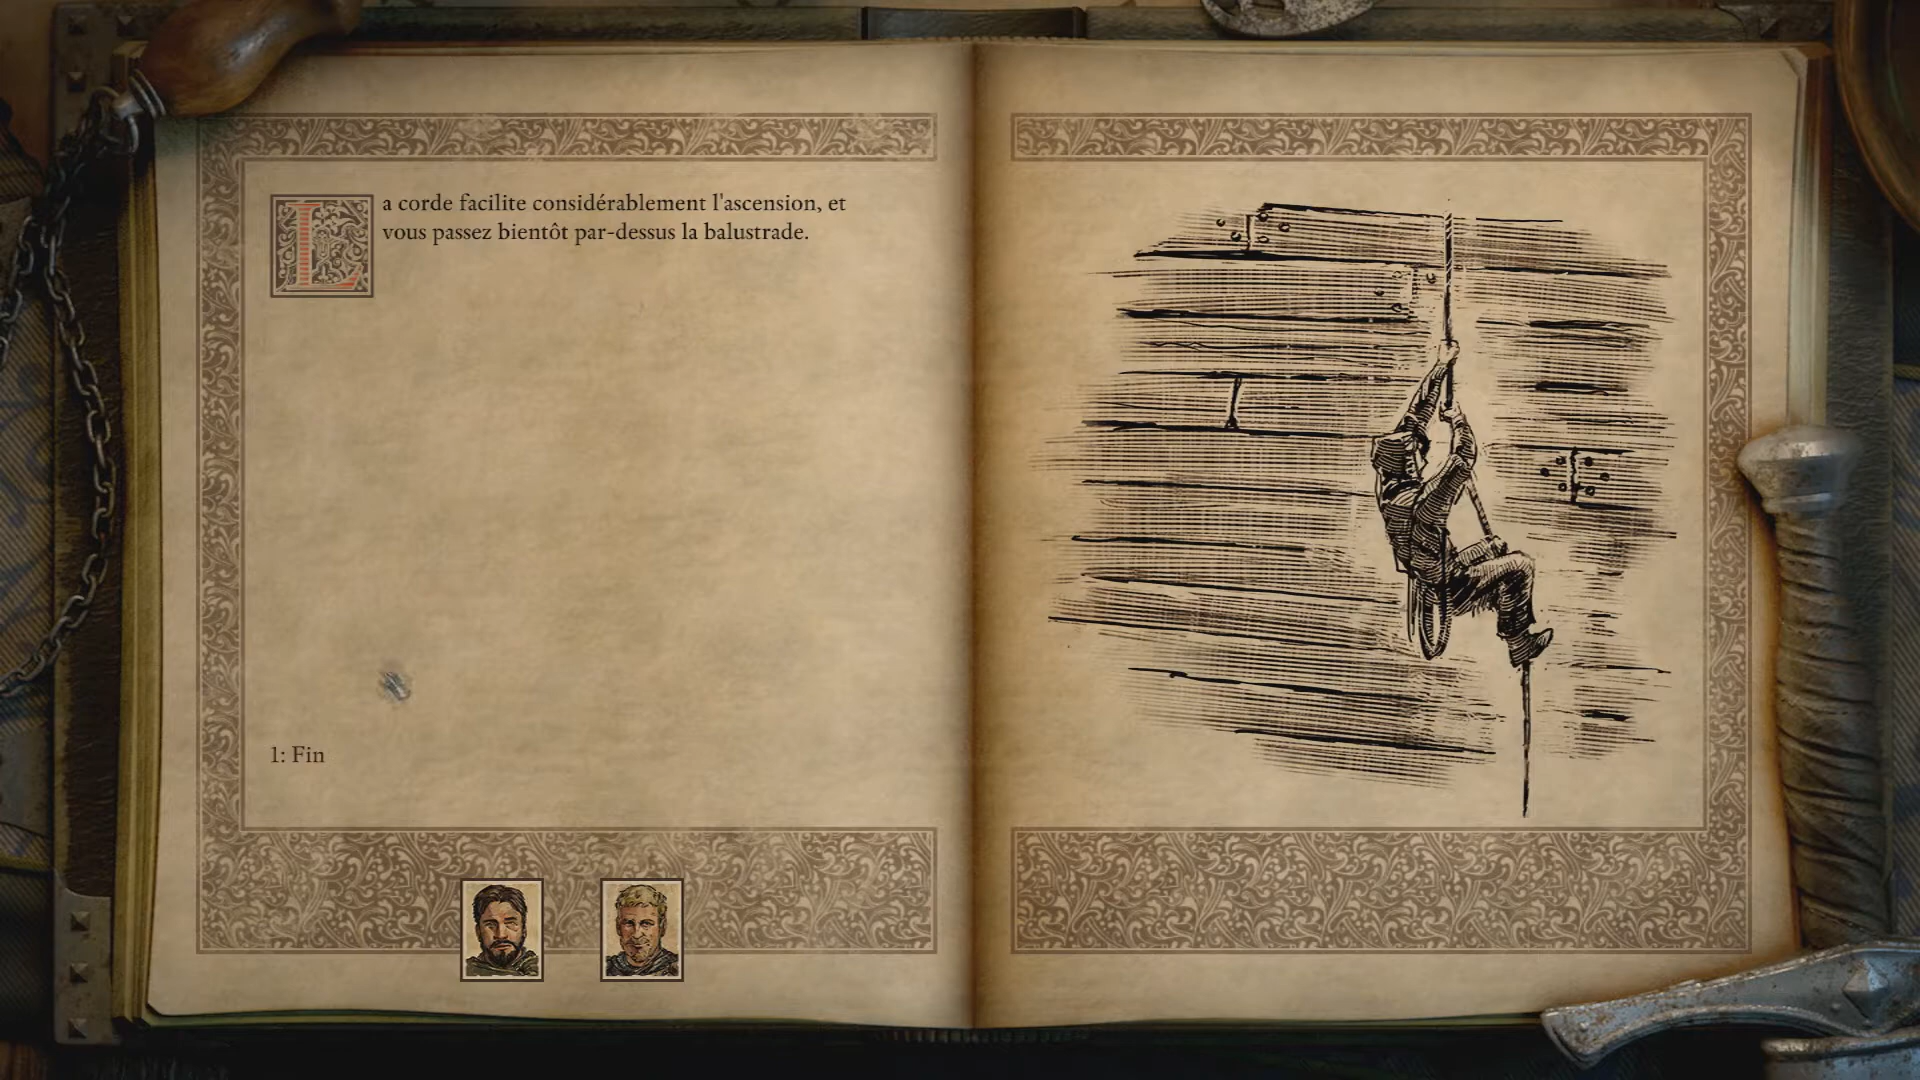 La corde facilite considérablement l'ascension, et
vous passez bientôt par-dessus la balustrade.
1: Fin